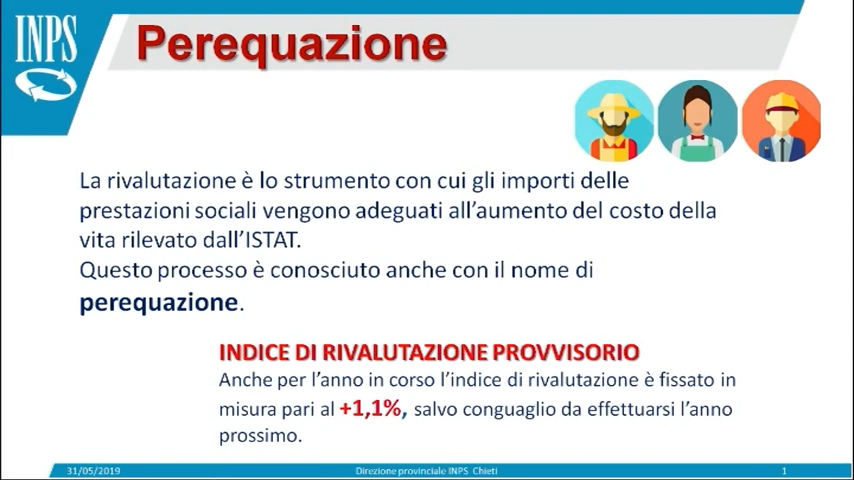 INPS
Perequazione
La rivalutazione è lo strumento con cui gli importi delle
prestazioni sociali vengono adeguati all'aumento del costo della
vita rilevato dall'ISTAT.
Questo processo è conosciuto anche con il nome di
perequazione.
INDICE DI RIVALUTAZIONE PROVVISORIO
Anche per l'anno in corso l'indice di rivalutazione è fissato in
misura pari al +1,1%, salvo conguaglio da effettuarsi l'anno
prossimo.
31/05/2019 Direzione provinciale INPS Chieti 1